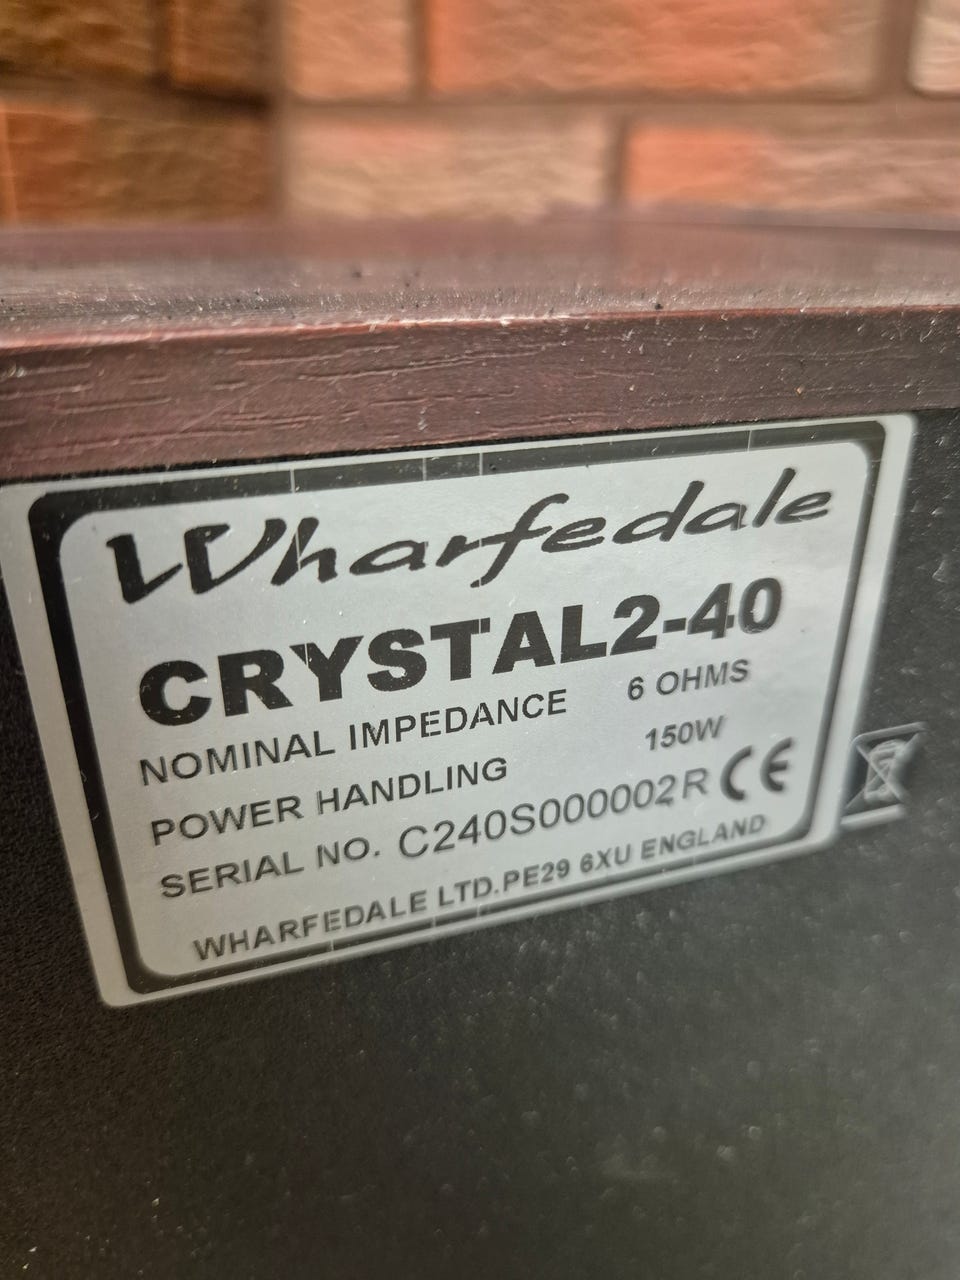 Wharfedale
CRYSTAL2-40
NOMINAL IMPEDANCE 6 OHMS
POWER HANDLING 150W
SERIAL NO. C240S000002R CE
WHARFEDALE LTD.PE29 6XU ENGLAND